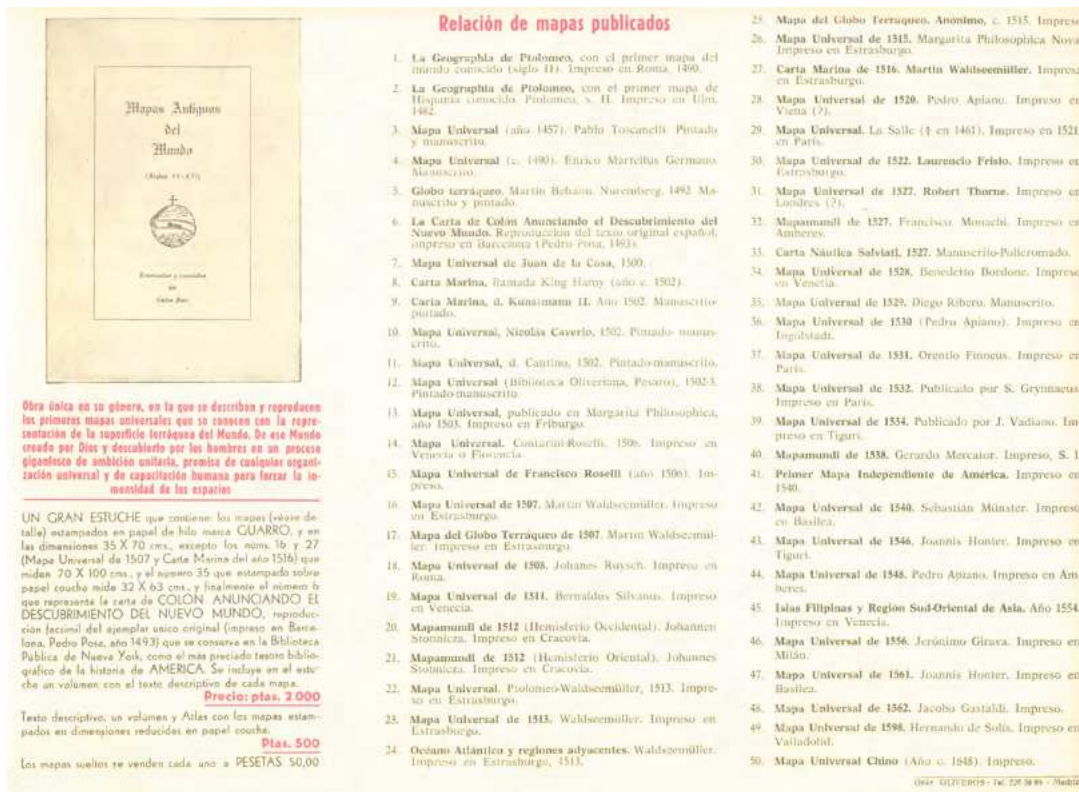 Mapas Antiguos
del
Mundo
(Siglos XV-XVI)
Relación de mapas publicados
Obra única en su género, en la que se describen y reproducen
los primeros mapas universales que se conocen con la repre-
sentación de la superficie terráquea del Mundo. De ese Mundo
creado por Dios y descubierto por los hombres en un proceso
gigantesco de ambición unitaria, promisa de cualquier organi-
zación universal y de capacitación humana para forzar la in-
mensidad de los espacios
UN GRAN ESTUCHE que contiene: los mapas (véase de-
talle) estampados en papel de hilo marca GUARRO, y en
las dimensiones 35 X 70 cms., excepto los núms. 16 y 27
(Mapa Universal de 1507 y Carta Marina del año 1516) que
miden 70 X 100 cms., y el número 35 que estampado sobre
papel couche mide 32 X 63 cms., y finalmente el número 6
que representa la carta de COLON ANUNCIANDO EL
DESCUBRIMIENTO DEL NUEVO MUNDO, reproduc-
ción facsimil del ejemplar unico original (impreso en Barce-
lona, Pedro Posa, año 1493) que se conserva en la Biblioteca
Pública de Nueva York, como el más preciado tesoro biblio-
gráfico de la historia de AMERICA. Se incluye en el estu-
che un volúmen con el texto descriptivo de cada mapa.
Precio: ptas. 2.000
Texto descriptivo, un volúmen y Atlas con los mapas estam-
pados en dimensiones reducidas en papel couche.
Ptas. 500
Los mapas sueltos se venden cada uno a PESETAS 50,00
1. La Geographia de Ptolomeo, con el primer mapa del
mundo conocido (siglo II). Impreso en Roma, 1490.
2. La Geographia de Ptolomeo, con el primer mapa de
Hispania conocido. Ptolomeo, s. II. Impreso en Ulm,
1482.
3. Mapa Universal (año 1457). Pablo Toscanelli. Pintado
y manuscrito.
4. Mapa Universal (c. 1490). Enrico Martellus Germano.
Manuscrito.
5. Globo terráqueo. Martin Behaim. Nuremberg, 1492. Ma-
nuscrito y pintado.
6. La Carta de Colón Anunciando el Descubrimiento del
Nuevo Mundo. Reproducción del texto original español,
impreso en Barcelona (Pedro Posa, 1493).
7. Mapa Universal de Juan de la Cosa, 1500.
8. Carta Marina, llamada King Hamy (año c. 1502).
9. Carta Marina, d. Kunstmann II. Año 1502. Manuscrito-
pintado.
10. Mapa Universal, Nicolás Caverio, 1502. Pintado- manus-
crito.
11. Mapa Universal, d. Cantino, 1502. Pintado-manuscrito.
12. Mapa Universal (Biblioteca Oliveriana, Pesaro), 1502-3.
Pintado-manuscrito.
13. Mapa Universal, publicado en Margarita Philosophica,
año 1503. Impreso en Friburgo.
14. Mapa Universal. Contarini-Roselli. 1506. Impreso en
Venecia o Florencia.
15. Mapa Universal de Francisco Roselli (año 1506). Im-
preso.
16. Mapa Universal de 1507. Martin Waldseemüller. Impreso
en Estrasburgo.
17. Mapa del Globo Terráqueo de 1507. Martin Waldseemül-
ler. Impreso en Estrasburgo.
18. Mapa Universal de 1508. Johanes Ruysch. Impreso en
Roma.
19. Mapa Universal de 1511. Bernaldus Silvanus. Impreso
en Venecia.
20. Mapamundi de 1512 (Hemisferio Occidental). Johannen
Stobnicza. Impreso en Cracovia.
21. Mapamundi de 1512 (Hemisferio Oriental). Johannes
Stobnicza. Impreso en Cracovia.
22. Mapa Universal. Ptolomeo-Waldseemüller, 1513. Impre-
so en Estrasburgo.
23. Mapa Universal de 1513. Waldseemüller. Impreso en
Estrasburgo.
24. Océano Atlántico y regiones adyacentes. Waldseemüller.
Impreso en Estrasburgo, 1513.
25. Mapa del Globo Terráqueo. Anónimo, c. 1515. Impreso
26. Mapa Universal de 1515. Margarita Philosophica Nova
Impreso en Estrasburgo.
27. Carta Marina de 1516. Martin Waldseemüller. Impresa
en Estrasburgo.
28. Mapa Universal de 1520. Pedro Apiano. Impreso en
Viena (?).
29. Mapa Universal. La Salle († en 1461). Impreso en 1521
en París.
30. Mapa Universal de 1522. Laurencio Frisio. Impreso en
Estrasburgo.
31. Mapa Universal de 1527. Robert Thorne. Impreso en
Londres (?).
32. Mapamundi de 1527. Francisco. Monachi. Impreso en
Amberes.
33. Carta Náutica Salviati, 1527. Manuscrito-Policromado.
34. Mapa Universal de 1528. Benedetto Bordone. Impreso
en Venetia.
35. Mapa Universal de 1529. Diego Ribero. Manuscrito.
36. Mapa Universal de 1530 (Pedro Apiano). Impreso en
Ingolstadt.
37. Mapa Universal de 1531. Orentio Finneus. Impreso en
París.
38. Mapa Universal de 1532. Publicado por S. Grynnaeus
Impreso en París.
39. Mapa Universal de 1534. Publicado por J. Vadiano. Im-
preso en Tiguri.
40. Mapamundi de 1538. Gerardo Mercator. Impreso, S. l
41. Primer Mapa Independiente de América. Impreso en
1540.
42. Mapa Universal de 1540. Sebastián Münster. Impreso
en Basilea.
43. Mapa Universal de 1546. Joannis Honter. Impreso en
Tiguri.
44. Mapa Universal de 1548. Pedro Apiano. Impreso en Am
beres.
45. Islas Filipinas y Región Sud-Oriental de Asia. Año 1554
Impreso en Venecia.
46. Mapa Universal de 1556. Jerónimo Girava. Impreso en
Milán.
47. Mapa Universal de 1561. Joannis Honter. Impreso en
Basilea.
48. Mapa Universal de 1562. Jacobo Gastaldi. Impreso.
49. Mapa Universal de 1598. Hernando de Solís. Impreso en
Valladolid.
50. Mapa Universal Chino (Año c. 1648). Impreso.
OLIVEROS - Tel.